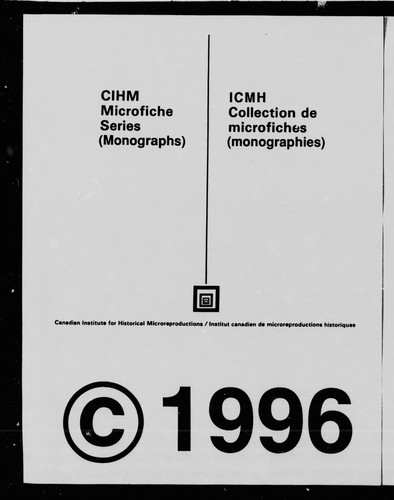 CIHM
Microfiche
Series
(Monographs)
ICMH
Collection de
microfiches
(monographies)
Canadian Institute for Historical Microreproductions / Institut canadien de microreproductions historiques
© 1996